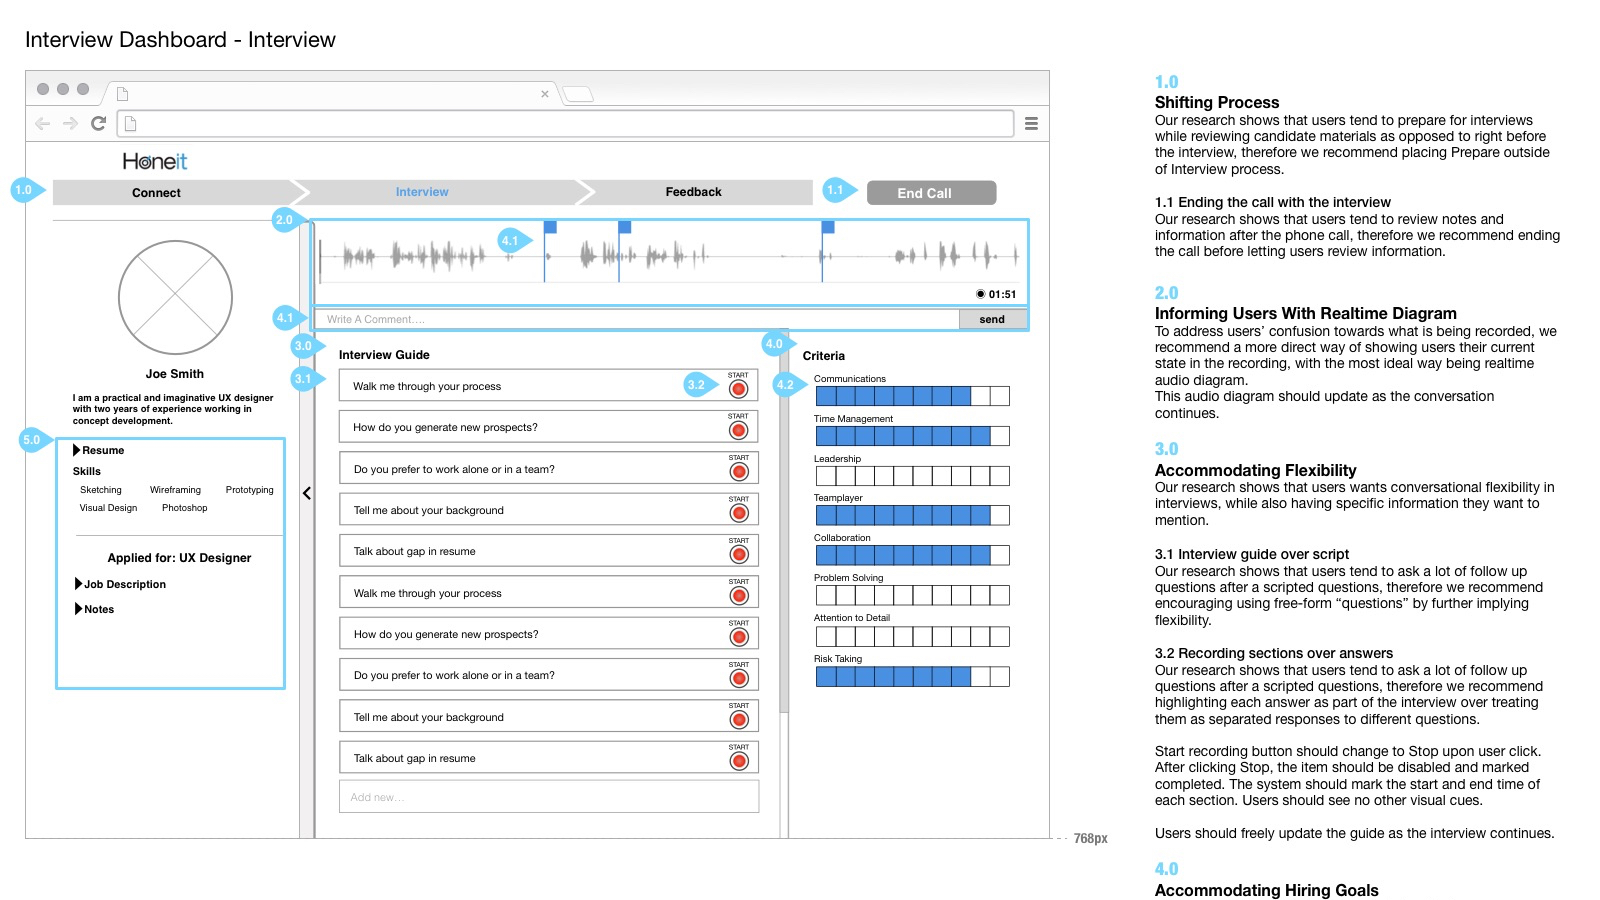 Interview Dashboard - Interview
Honeit
1.0
Connect
Interview
Feedback
1.1
End Call
2.0
4.1
01:51
4.1
Write A Comment....
send
Joe Smith
I am a practical and imaginative UX designer
with two years of experience working in
concept development.
5.0
Resume
Skills
Sketching Wireframing Prototyping
Visual Design Photoshop
Applied for: UX Designer
Job Description
Notes
3.0
Interview Guide
3.1
Walk me through your process
3.2
START
How do you generate new prospects?
START
Do you prefer to work alone or in a team?
START
Tell me about your background
START
Talk about gap in resume
START
Walk me through your process
START
How do you generate new prospects?
START
Do you prefer to work alone or in a team?
START
Tell me about your background
START
Talk about gap in resume
START
Add new...
4.0
Criteria
4.2
Communications
Time Management
Leadership
Teamplayer
Collaboration
Problem Solving
Attention to Detail
Risk Taking
768px
1.0
Shifting Process
Our research shows that users tend to prepare for interviews
while reviewing candidate materials as opposed to right before
the interview, therefore we recommend placing Prepare outside
of Interview process.
1.1 Ending the call with the interview
Our research shows that users tend to review notes and
information after the phone call, therefore we recommend ending
the call before letting users review information.
2.0
Informing Users With Realtime Diagram
To address users’ confusion towards what is being recorded, we
recommend a more direct way of showing users their current
state in the recording, with the most ideal way being realtime
audio diagram.
This audio diagram should update as the conversation
continues.
3.0
Accommodating Flexibility
Our research shows that users wants conversational flexibility in
interviews, while also having specific information they want to
mention.
3.1 Interview guide over script
Our research shows that users tend to ask a lot of follow up
questions after a scripted questions, therefore we recommend
encouraging using free-form “questions” by further implying
flexibility.
3.2 Recording sections over answers
Our research shows that users tend to ask a lot of follow up
questions after a scripted questions, therefore we recommend
highlighting each answer as part of the interview over treating
them as separated responses to different questions.
Start recording button should change to Stop upon user click.
After clicking Stop, the item should be disabled and marked
completed. The system should mark the start and end time of
each section. Users should see no other visual cues.
Users should freely update the guide as the interview continues.
4.0
Accommodating Hiring Goals